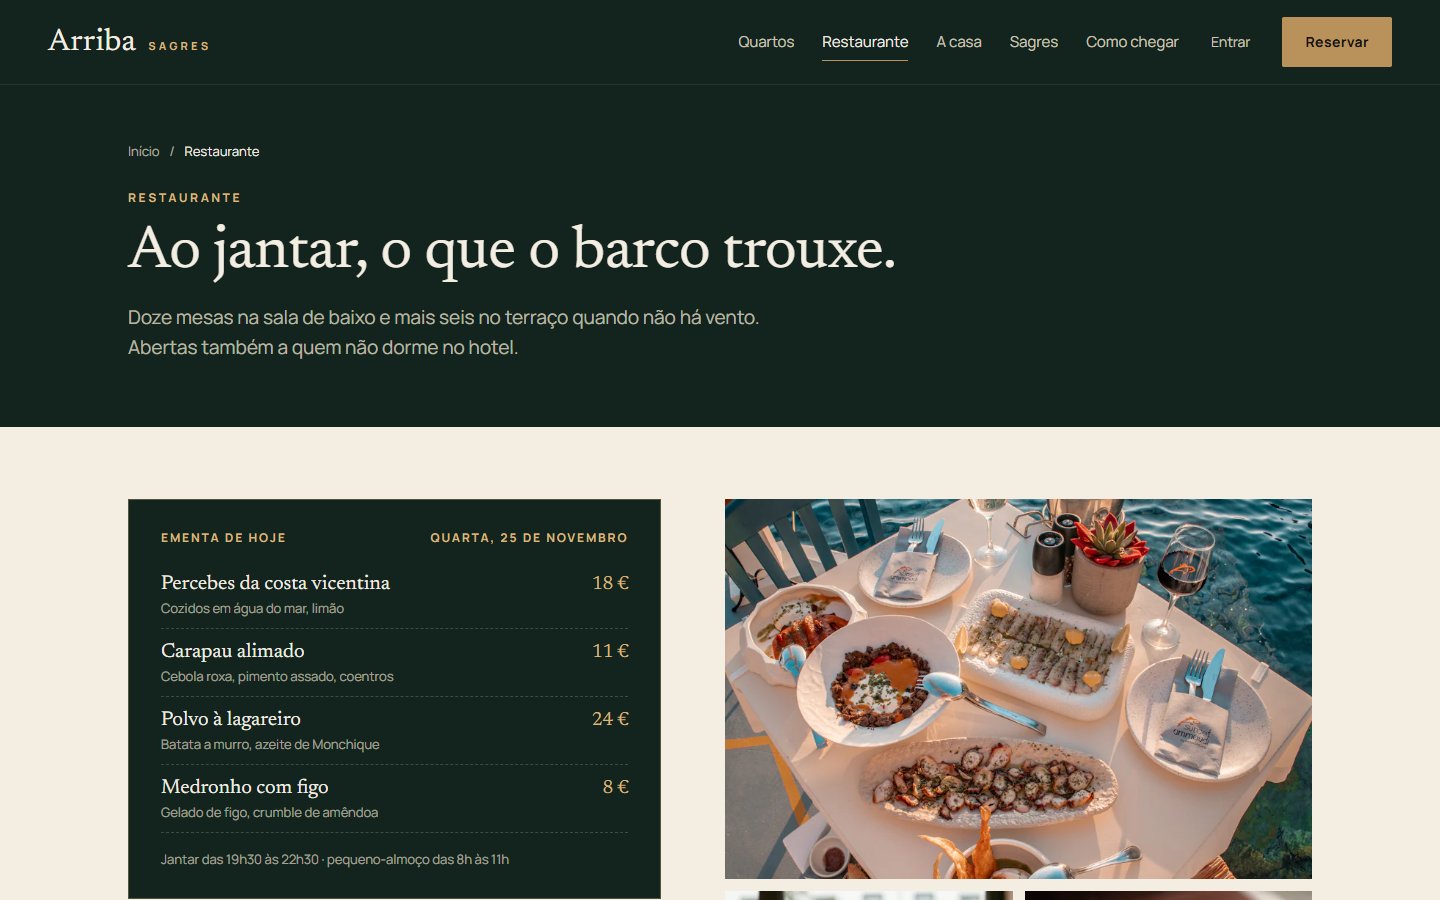 Arriba SAGRES
Quartos Restaurante A casa Sagres Como chegar Entrar Reservar
Início / Restaurante
RESTAURANTE
Ao jantar, o que o barco trouxe.
Doze mesas na sala de baixo e mais seis no terraço quando não há vento.
Abertas também a quem não dorme no hotel.
EMENTA DE HOJE QUARTA, 25 DE NOVEMBRO
Percebes da costa vicentina 18 €
Cozidos em água do mar, limão
Carapau alimado 11 €
Cebola roxa, pimento assado, coentros
Polvo à lagareiro 24 €
Batata a murro, azeite de Monchique
Medronho com figo 8 €
Gelado de figo, crumble de amêndoa
Jantar das 19h30 às 22h30 · pequeno-almoço das 8h às 11h